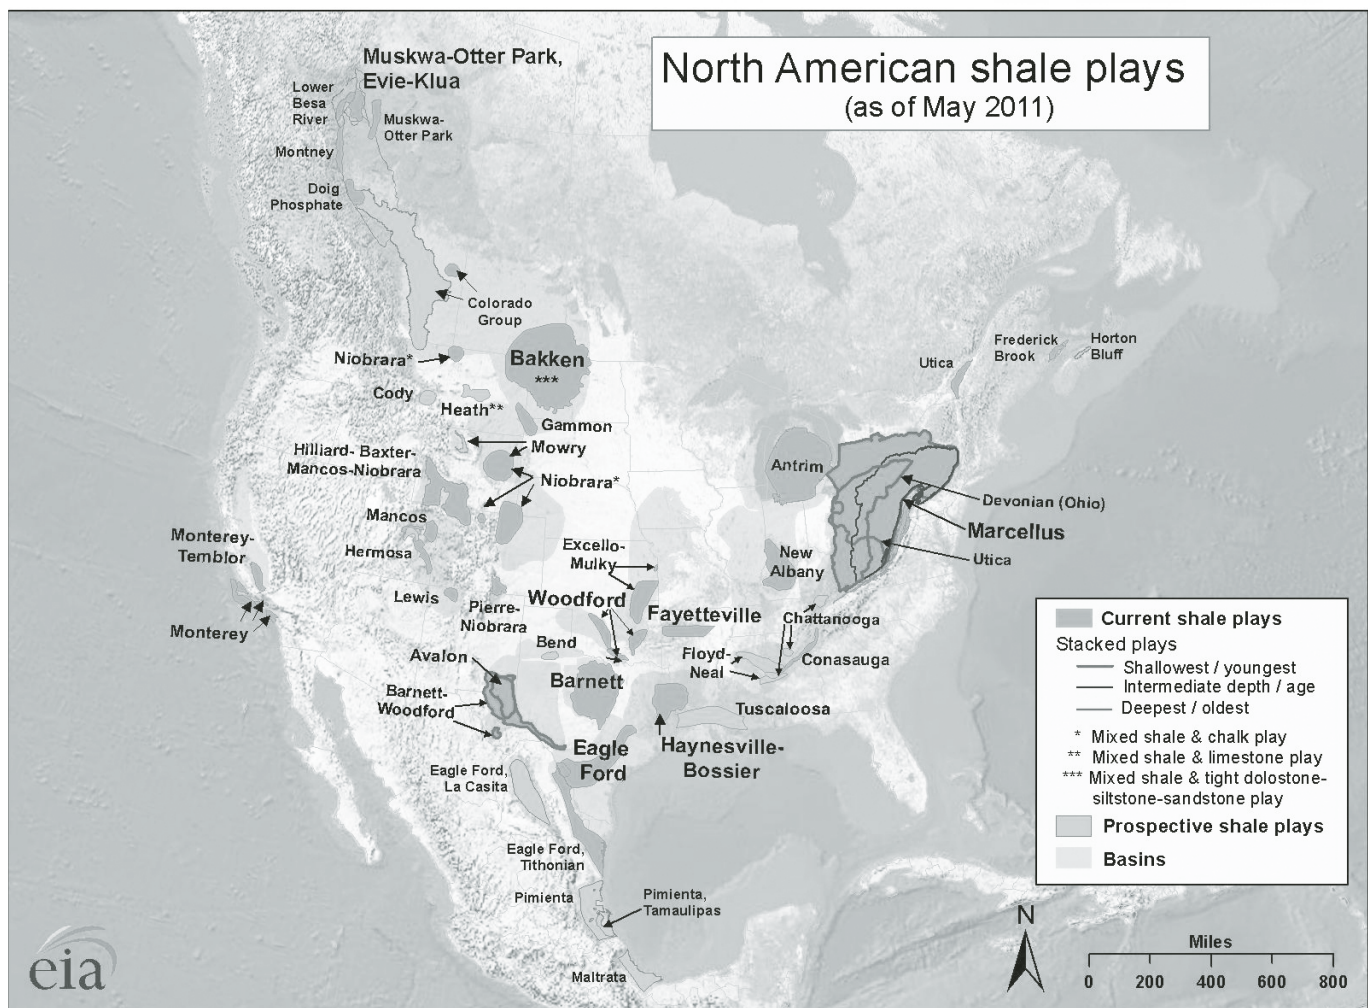 North American shale plays
(as of May 2011)
Muskwa-Otter Park,
Evie-Klua
Lower
Besa
River
Muskwa-
Otter Park
Montney
Doig
Phosphate
Colorado
Group
Niobrara*
Bakken
***
Cody
Heath**
Gammon
Mowry
Hilliard- Baxter-
Mancos-Niobrara
Niobrara*
Mancos
Hermosa
Monterey-
Temblor
Monterey
Lewis
Pierre-
Niobrara
Excello-
Mulky
Woodford
Fayetteville
Bend
Avalon
Barnett
Barnett-
Woodford
Eagle
Ford
Haynesville-
Bossier
Tuscaloosa
Floyd-
Neal
Conasauga
Chattanooga
New
Albany
Antrim
Utica
Frederick
Brook
Horton
Bluff
Devonian (Ohio)
Marcellus
Utica
Eagle Ford,
La Casita
Eagle Ford,
Tithonian
Pimienta
Pimienta,
Tamaulipas
Maltrata
Current shale plays
Stacked plays
Shallowest / youngest
Intermediate depth / age
Deepest / oldest
* Mixed shale & chalk play
** Mixed shale & limestone play
*** Mixed shale & tight dolostone-
siltstone-sandstone play
Prospective shale plays
Basins
N
Miles
0 200 400 600 800
eia